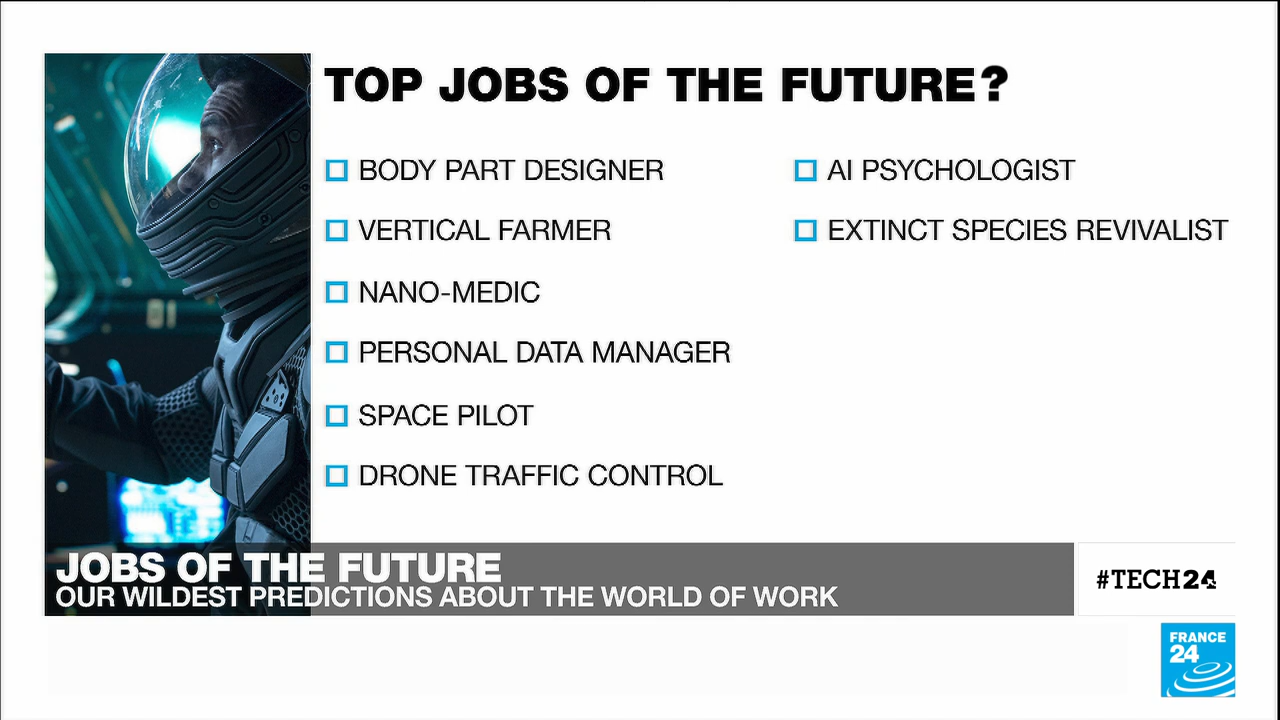 TOP JOBS OF THE FUTURE?
BODY PART DESIGNER
VERTICAL FARMER
NANO-MEDIC
PERSONAL DATA MANAGER
SPACE PILOT
DRONE TRAFFIC CONTROL
AI PSYCHOLOGIST
EXTINCT SPECIES REVIVALIST
JOBS OF THE FUTURE
OUR WILDEST PREDICTIONS ABOUT THE WORLD OF WORK
#TECH24
FRANCE
24